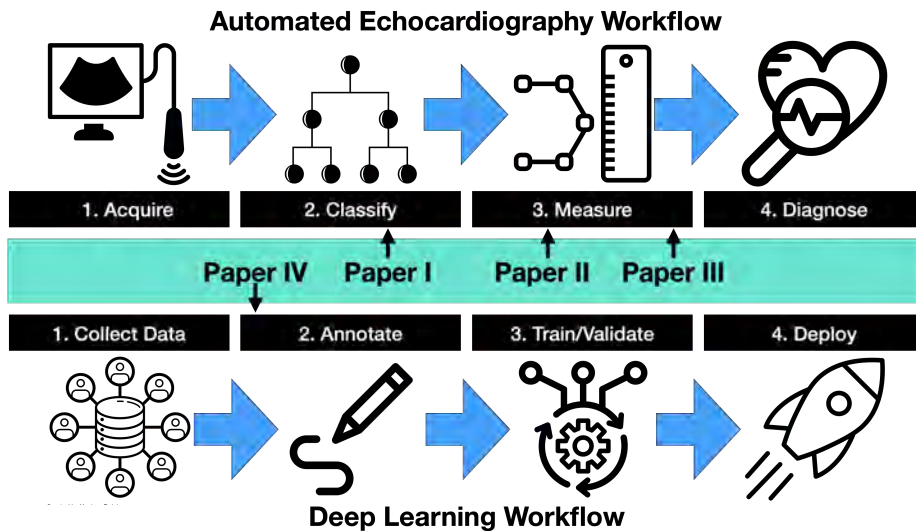 Automated Echocardiography Workflow
1. Acquire
2. Classify
3. Measure
4. Diagnose
Paper IV
Paper I
Paper II
Paper III
1. Collect Data
2. Annotate
3. Train/Validate
4. Deploy
Deep Learning Workflow